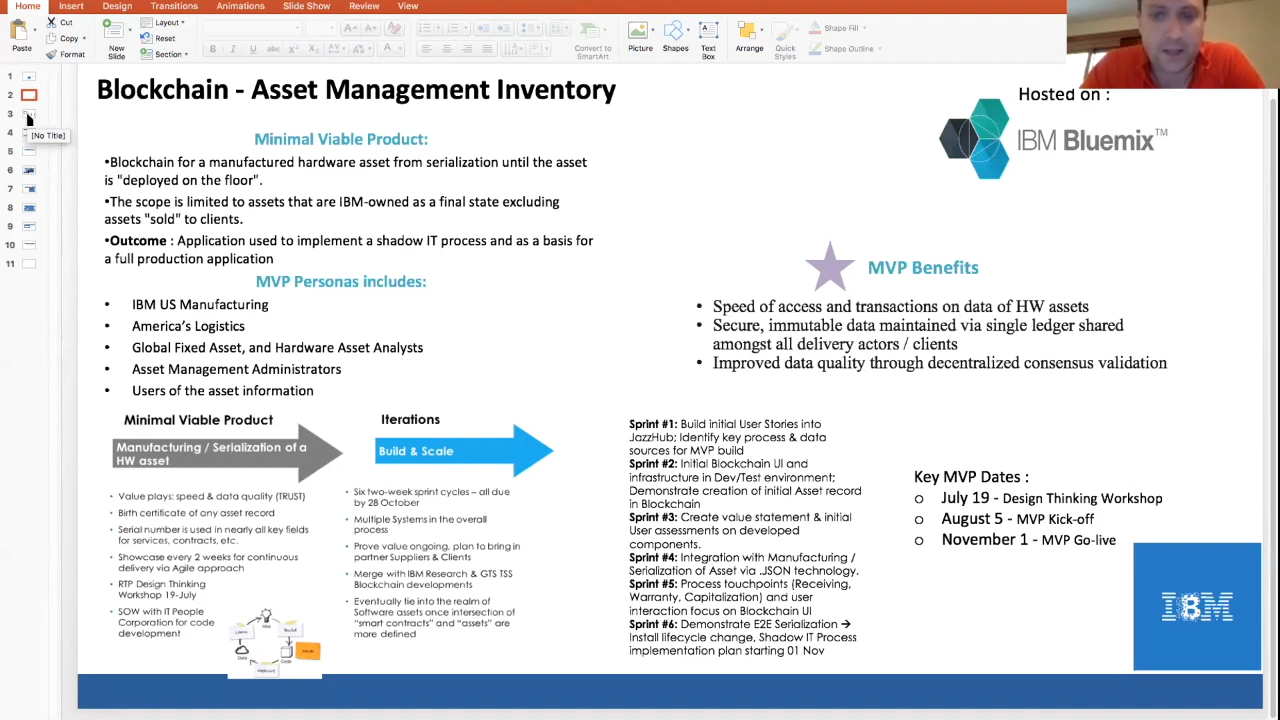 Home Insert Design Transitions Animations Slide Show Review View
Paste
Cut
Copy
Format
New
Slide
Layout
Reset
Section
Convert to
SmartArt
Picture
Shapes
Text
Box
Arrange
Quick
Styles
Shape Fill
Shape Outline
1
2
3
[No Title]
4
5
6
7
8
9
10
11
Blockchain - Asset Management Inventory
Hosted on :
IBM Bluemix™
Minimal Viable Product:
•Blockchain for a manufactured hardware asset from serialization until the asset
is "deployed on the floor".
•The scope is limited to assets that are IBM-owned as a final state excluding
assets "sold" to clients.
•Outcome : Application used to implement a shadow IT process and as a basis for
a full production application
MVP Personas includes:
• IBM US Manufacturing
• America's Logistics
• Global Fixed Asset, and Hardware Asset Analysts
• Asset Management Administrators
• Users of the asset information
MVP Benefits
• Speed of access and transactions on data of HW assets
• Secure, immutable data maintained via single ledger shared
amongst all delivery actors / clients
• Improved data quality through decentralized consensus validation
Minimal Viable Product
Manufacturing / Serialization of a
HW asset
• Value plays: speed & data quality (TRUST)
• Birth certificate of any asset record
• Serial number is used in nearly all key fields
for services, contracts, etc.
• Showcase every 2 weeks for continuous
delivery via Agile approach
• RTP Design Thinking
Workshop 19-July
• SOW with IT People
Corporation for code
development
Iterations
Build & Scale
• Six two-week sprint cycles – all due
by 28 October
• Multiple Systems in the overall
process
• Prove value ongoing, plan to bring in
partner Suppliers & Clients
• Merge with IBM Research & GTS TSS
Blockchain developments
• Eventually tie into the realm of
Software assets once intersection of
"smart contracts" and "assets" are
more defined
Sprint #1: Build initial User Stories into
JazzHub; Identify key process & data
sources for MVP build
Sprint #2: Initial Blockchain UI and
infrastructure in Dev/Test environment;
Demonstrate creation of initial Asset record
in Blockchain
Sprint #3: Create value statement & initial
User assessments on developed
components.
Sprint #4: Integration with Manufacturing /
Serialization of Asset via .JSON technology.
Sprint #5: Process touchpoints (Receiving,
Warranty, Capitalization) and user
interaction focus on Blockchain UI
Sprint #6: Demonstrate E2E Serialization →
Install lifecycle change, Shadow IT Process
implementation plan starting 01 Nov
Key MVP Dates :
o July 19 - Design Thinking Workshop
o August 5 - MVP Kick-off
o November 1 - MVP Go-live
IBM